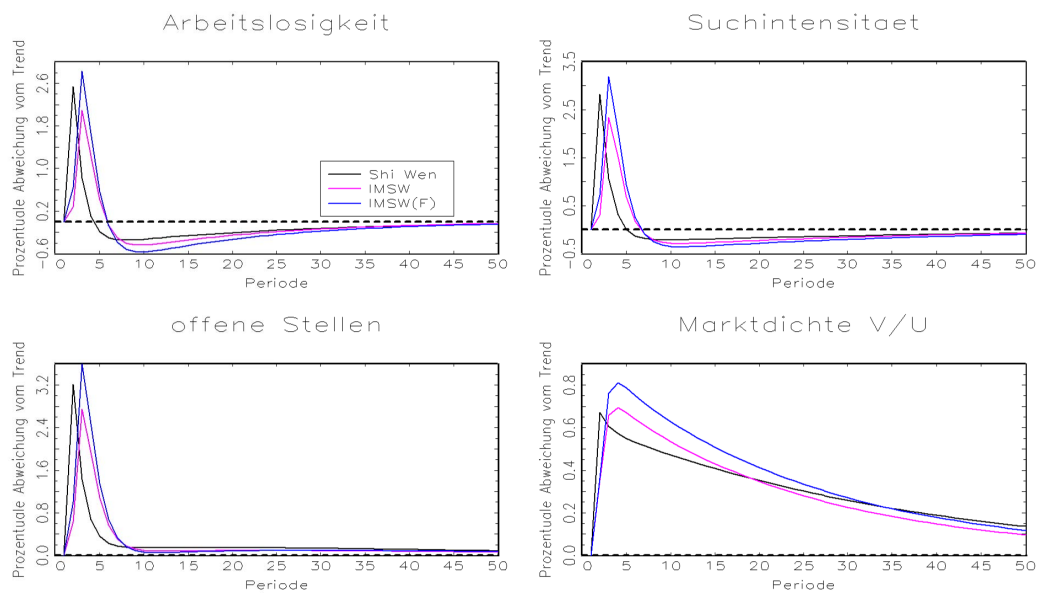 Arbeitslosigkeit
Prozentuale Abweichung vom Trend
2.6
1.8
1.0
0.2
-0.6
Shi Wen
IMSW
IMSW(F)
0 5 10 15 20 25 30 35 40 45 50
Periode
Suchintensitaet
Prozentuale Abweichung vom Trend
3.5
2.5
1.5
0.5
-0.5
0 5 10 15 20 25 30 35 40 45 50
Periode
offene Stellen
Prozentuale Abweichung vom Trend
3.2
2.4
1.6
0.8
0.0
0 5 10 15 20 25 30 35 40 45 50
Periode
Marktdichte V/U
Prozentuale Abweichung vom Trend
0.8
0.6
0.4
0.2
0.0
0 5 10 15 20 25 30 35 40 45 50
Periode